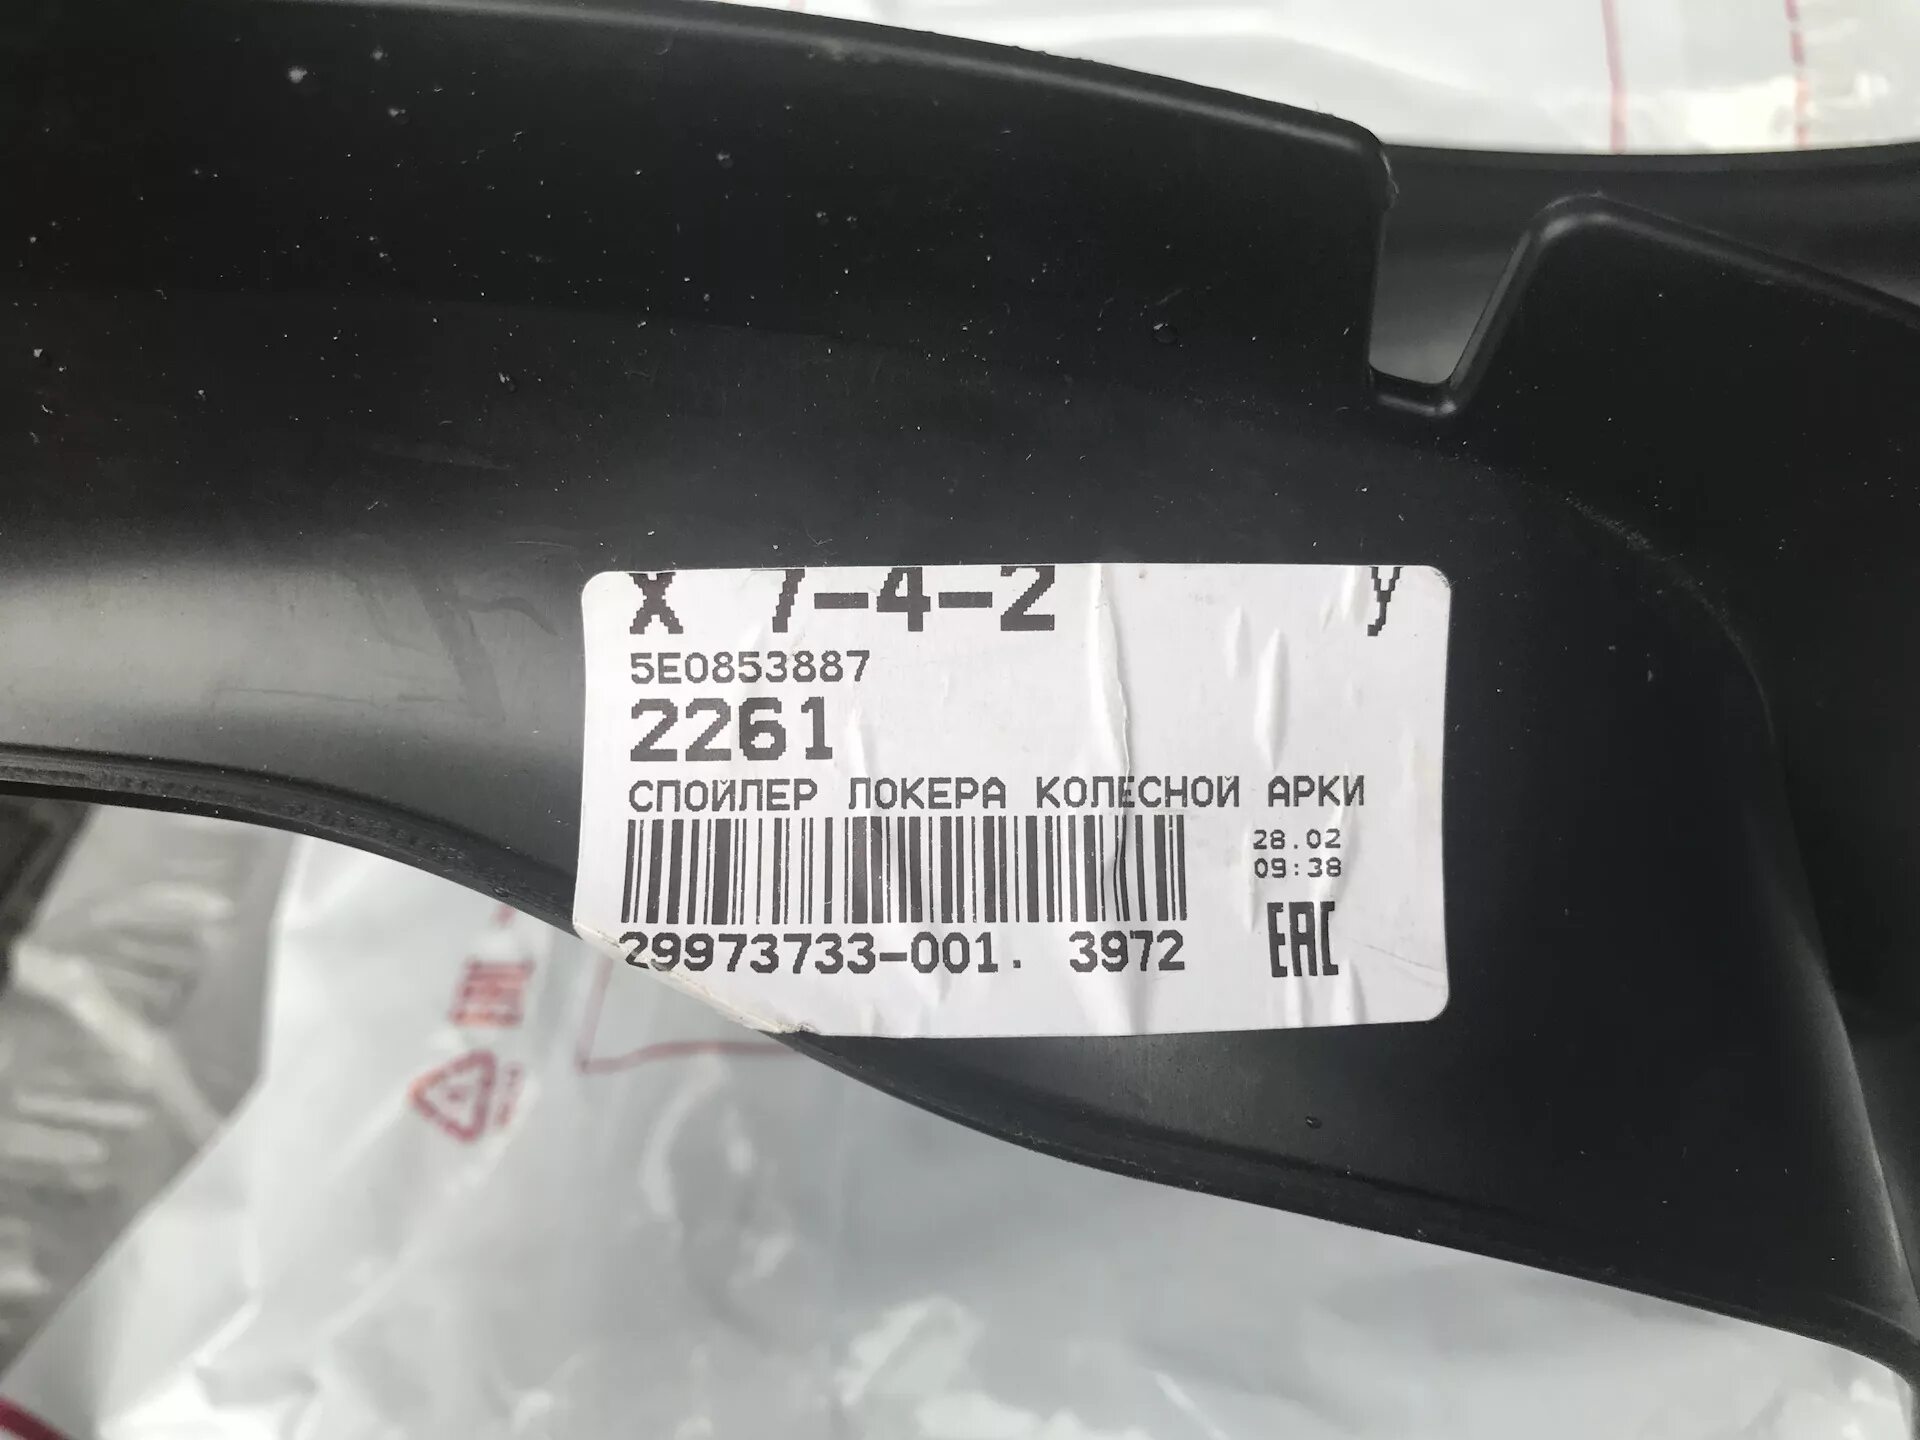 X 7-4-2 У
5E0853887
2261
СПОЙЛЕР ЛОКЕРА КОЛЕСНОЙ АРКИ
28.02
09:38
29973733-001. 3972
EAC